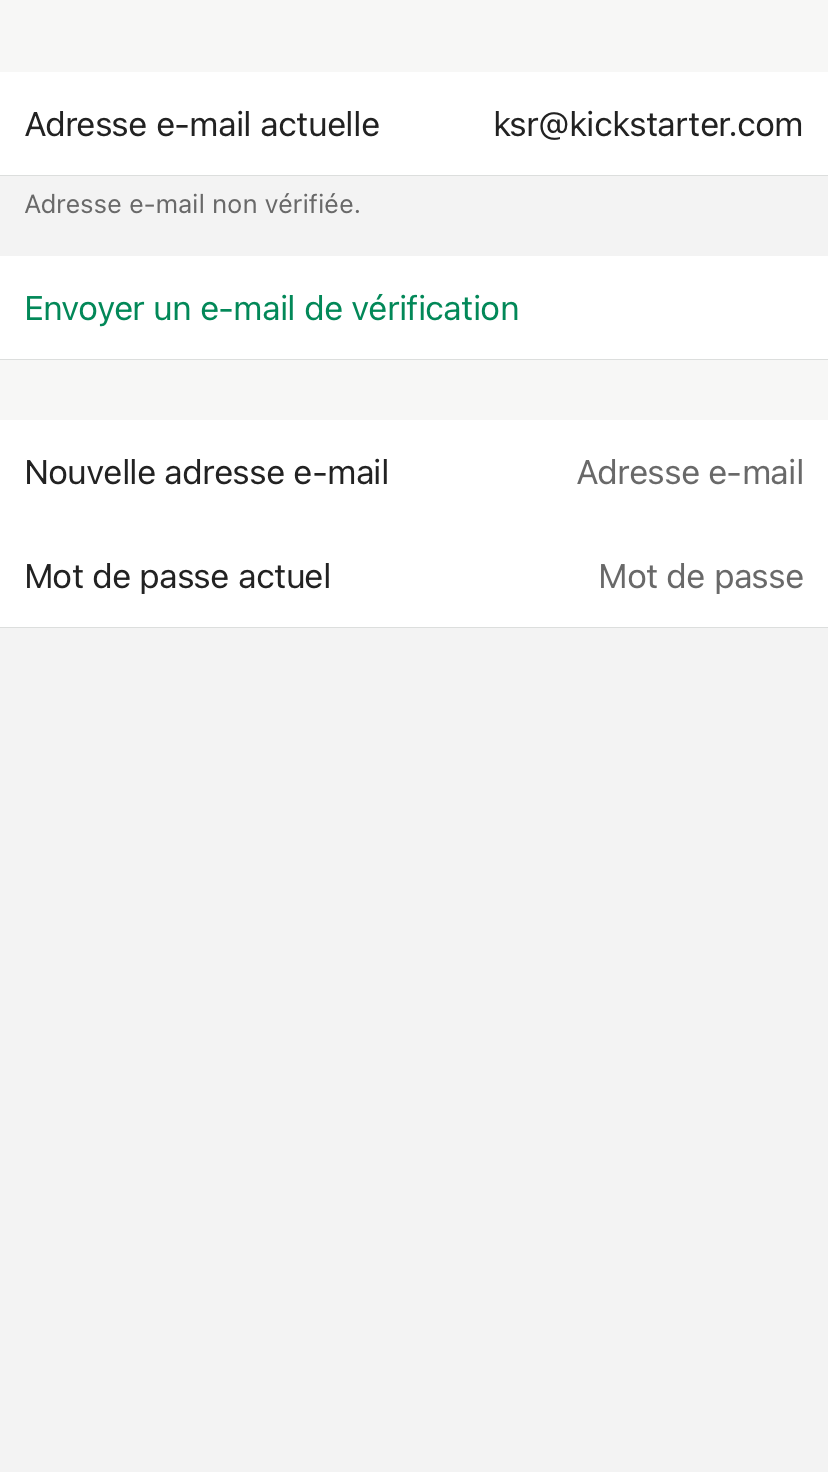 Adresse e-mail actuelle ksr@kickstarter.com
Adresse e-mail non vérifiée.
Envoyer un e-mail de vérification
Nouvelle adresse e-mail Adresse e-mail
Mot de passe actuel Mot de passe